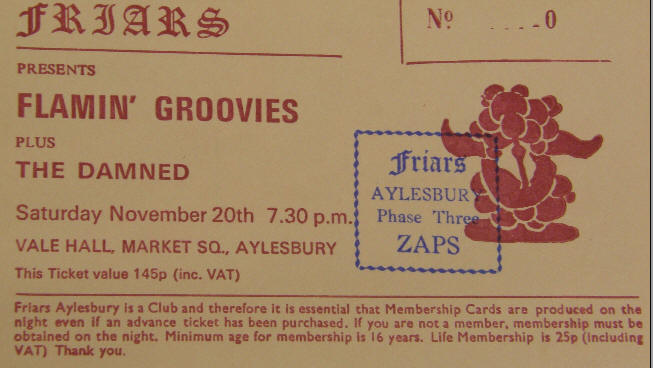 FRIARS
Nº ....0
PRESENTS
FLAMIN' GROOVIES
PLUS
THE DAMNED
Saturday November 20th 7.30 p.m.
VALE HALL, MARKET SQ., AYLESBURY
This Ticket value 145p (inc. VAT)
Friars
AYLESBURY
Phase Three
ZAPS
Friars Aylesbury is a Club and therefore it is essential that Membership Cards are produced on the
night even if an advance ticket has been purchased. If you are not a member, membership must be
obtained on the night. Minimum age for membership is 16 years. Life Membership is 25p (Including
VAT) Thank you.